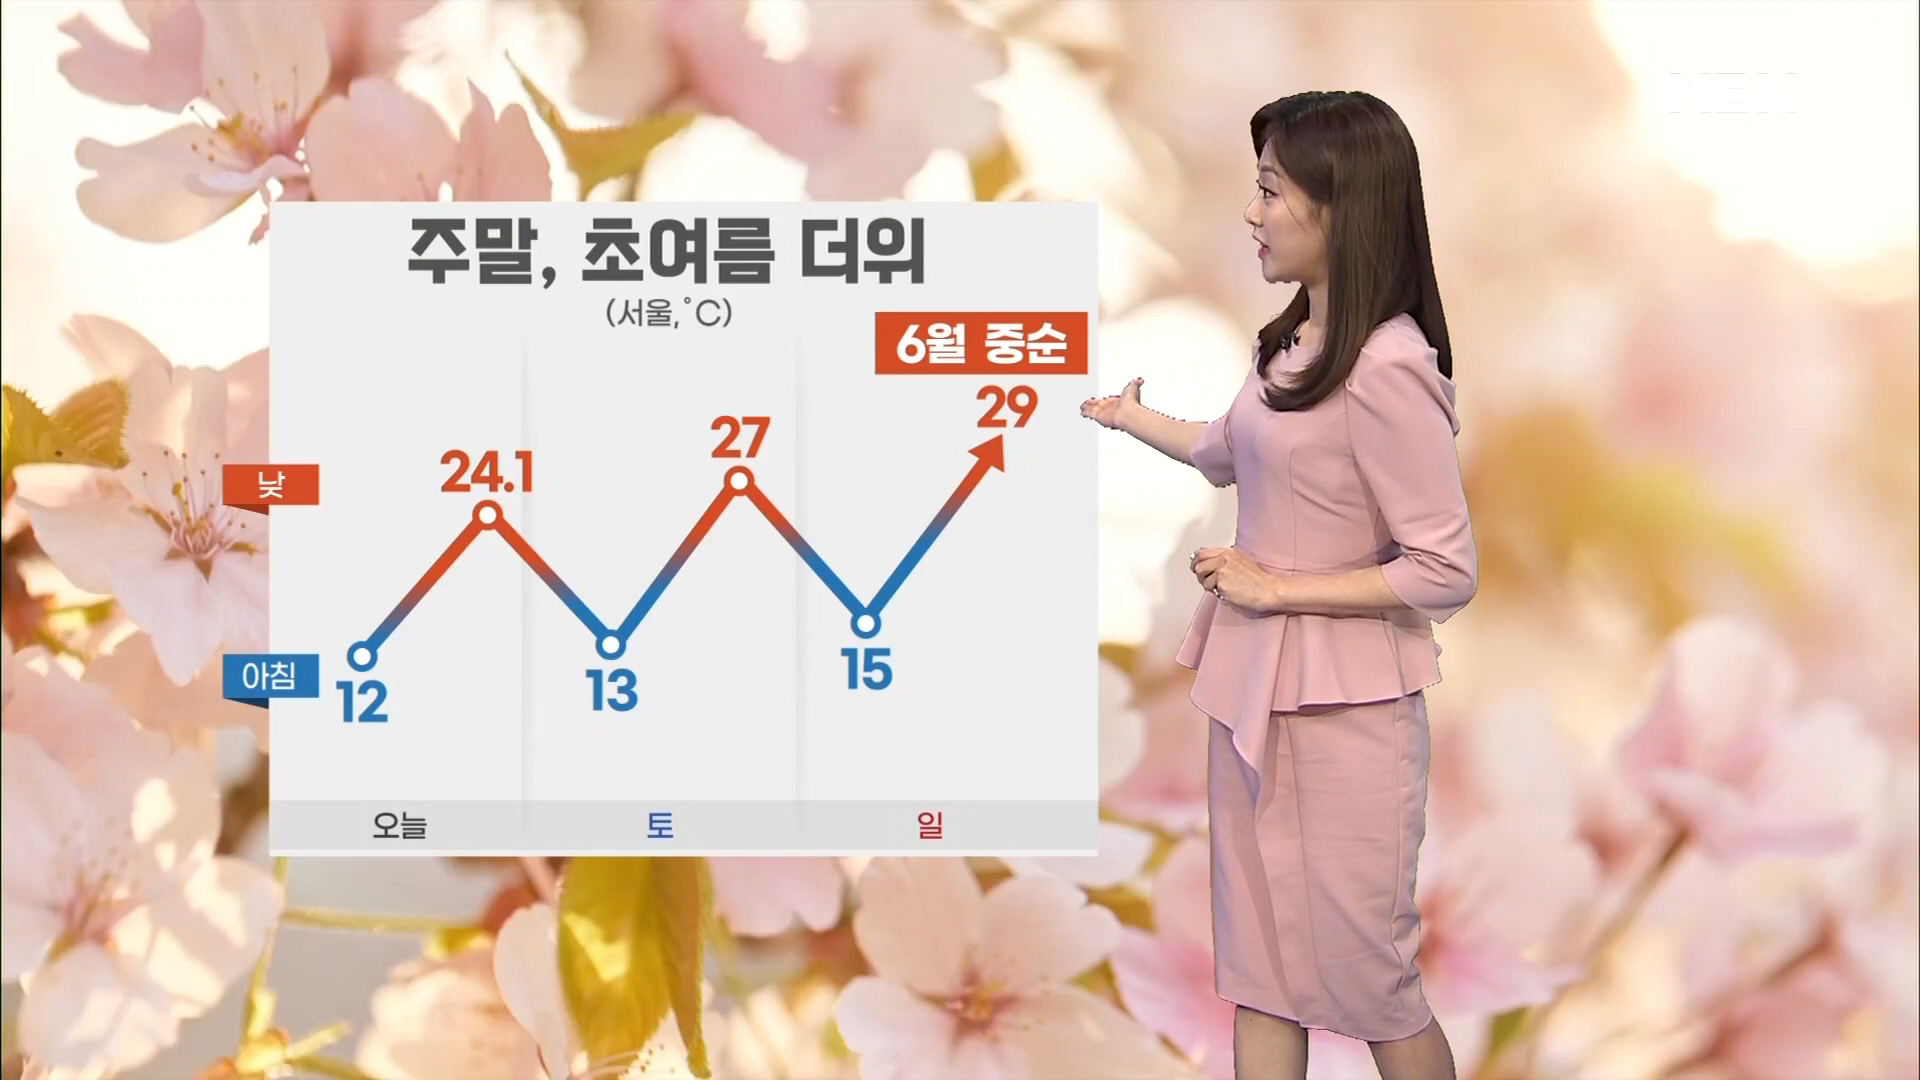 주말, 초여름 더위
(서울,˚C)
6월 중순
29
27
24.1
낮
아침
12
13
15
오늘
토
일